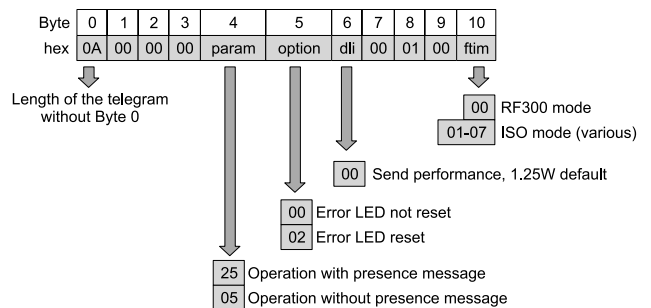 Byte 0 1 2 3 4 5 6 7 8 9 10
hex 0A 00 00 00 param option dli 00 01 00 ftim
Length of the telegram
without Byte 0
00 RF300 mode
01-07 ISO mode (various)
00 Send performance, 1.25W default
00 Error LED not reset
02 Error LED reset
25 Operation with presence message
05 Operation without presence message